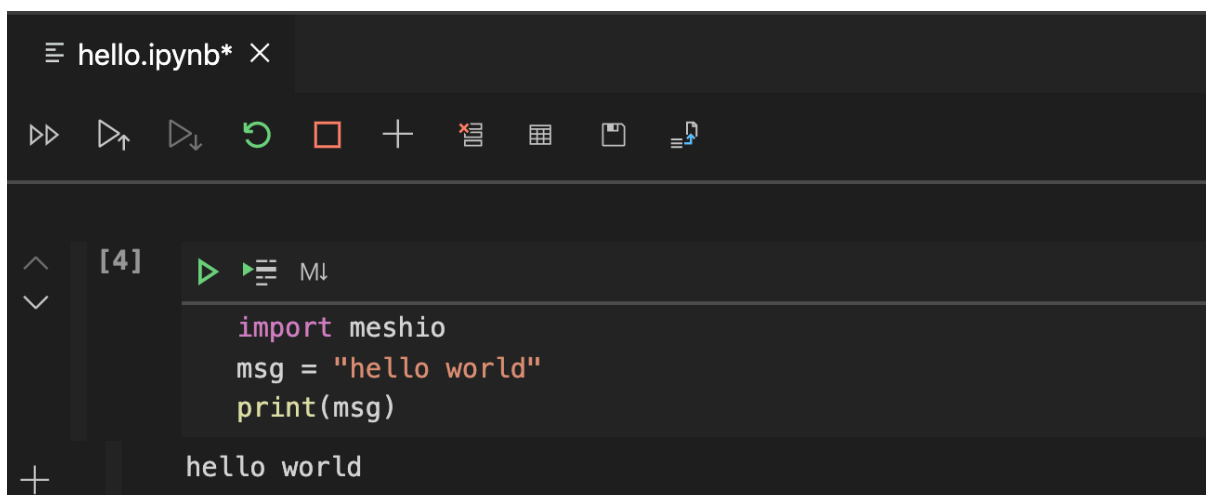 hello.ipynb*
[4]
M↓
import meshio
msg = "hello world"
print(msg)
hello world